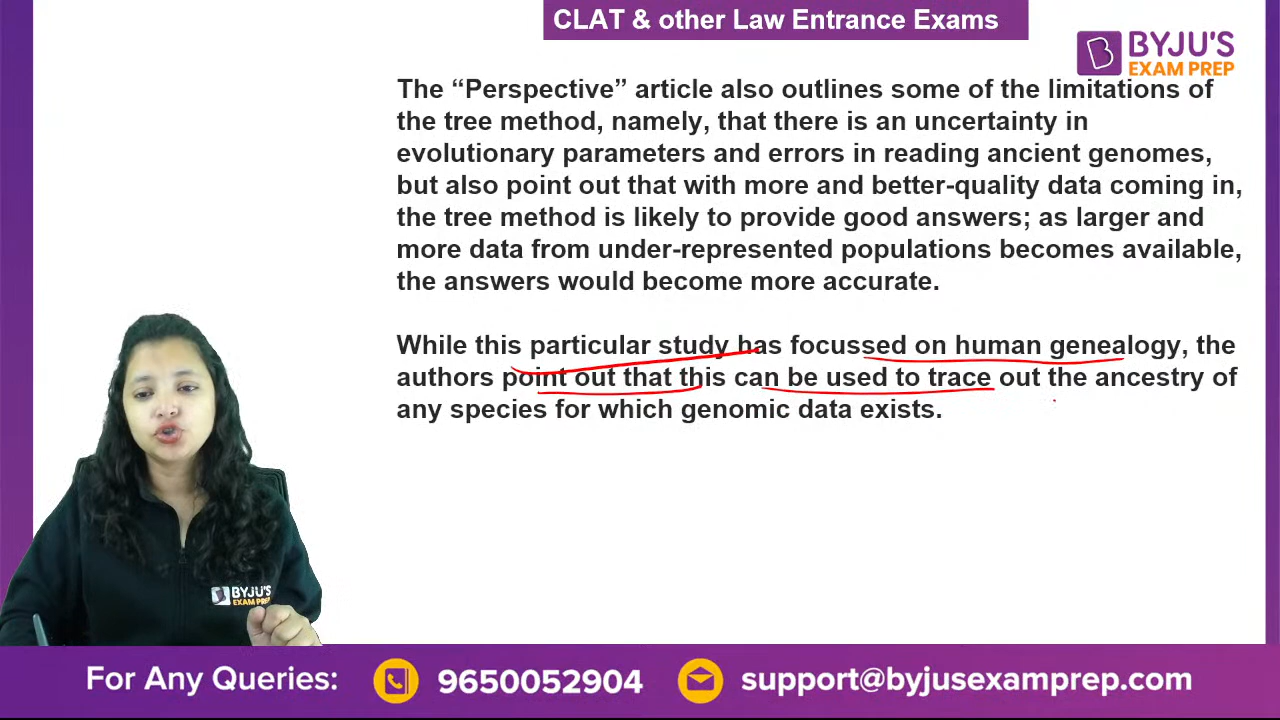 CLAT & other Law Entrance Exams
BYJU'S
EXAM PREP
The “Perspective” article also outlines some of the limitations of
the tree method, namely, that there is an uncertainty in
evolutionary parameters and errors in reading ancient genomes,
but also point out that with more and better-quality data coming in,
the tree method is likely to provide good answers; as larger and
more data from under-represented populations becomes available,
the answers would become more accurate.
While this particular study has focussed on human genealogy, the
authors point out that this can be used to trace out the ancestry of
any species for which genomic data exists.
BYJU'S
EXAM PREP
For Any Queries:
9650052904
support@byjusexamprep.com